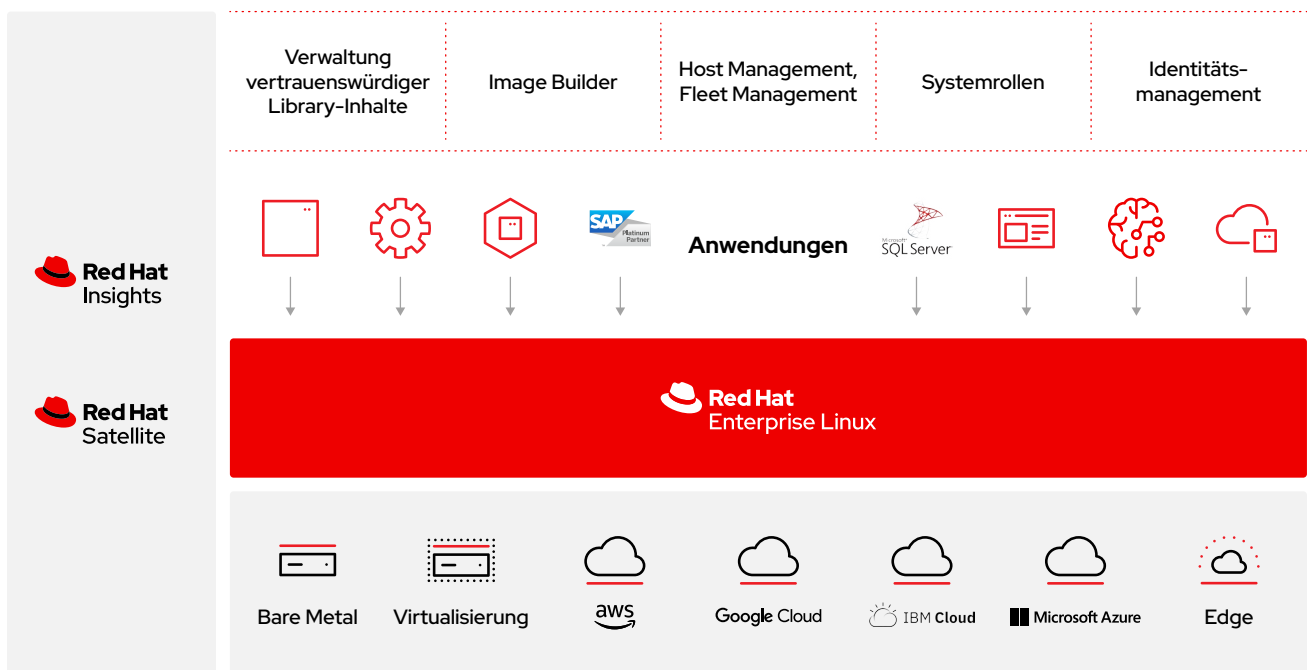 Verwaltung
vertrauenswürdiger
Library-Inhalte
Image Builder
Host Management,
Fleet Management
Systemrollen
Identitäts-
management
SAP
Platinum
Partner
Anwendungen
Microsoft
SQL Server
Red Hat
Insights
Red Hat
Satellite
Red Hat
Enterprise Linux
Bare Metal
Virtualisierung
aws
Google Cloud
IBM Cloud
Microsoft Azure
Edge